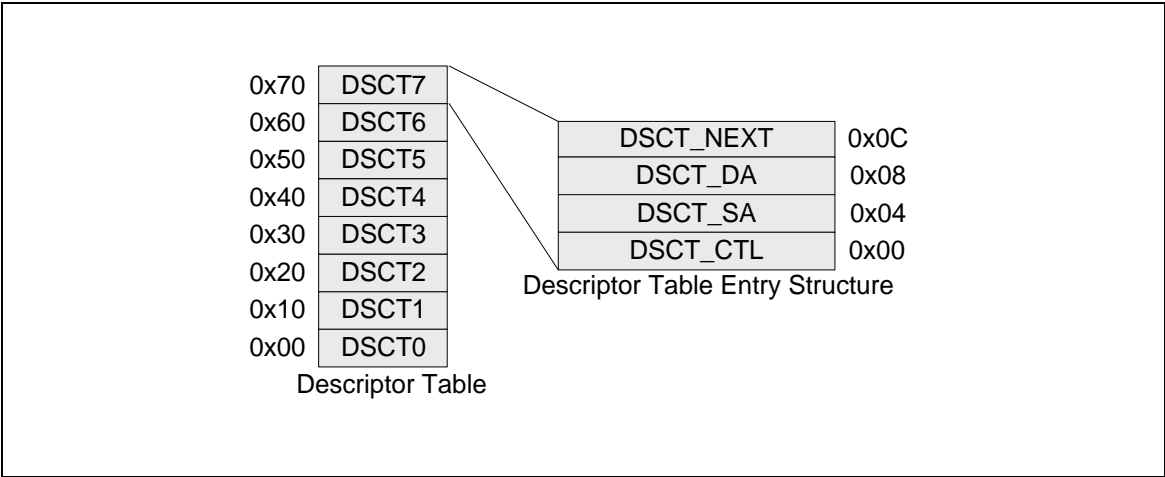 0x70 DSCT7
0x60 DSCT6
0x50 DSCT5
0x40 DSCT4
0x30 DSCT3
0x20 DSCT2
0x10 DSCT1
0x00 DSCT0
Descriptor Table
DSCT_NEXT 0x0C
DSCT_DA 0x08
DSCT_SA 0x04
DSCT_CTL 0x00
Descriptor Table Entry Structure